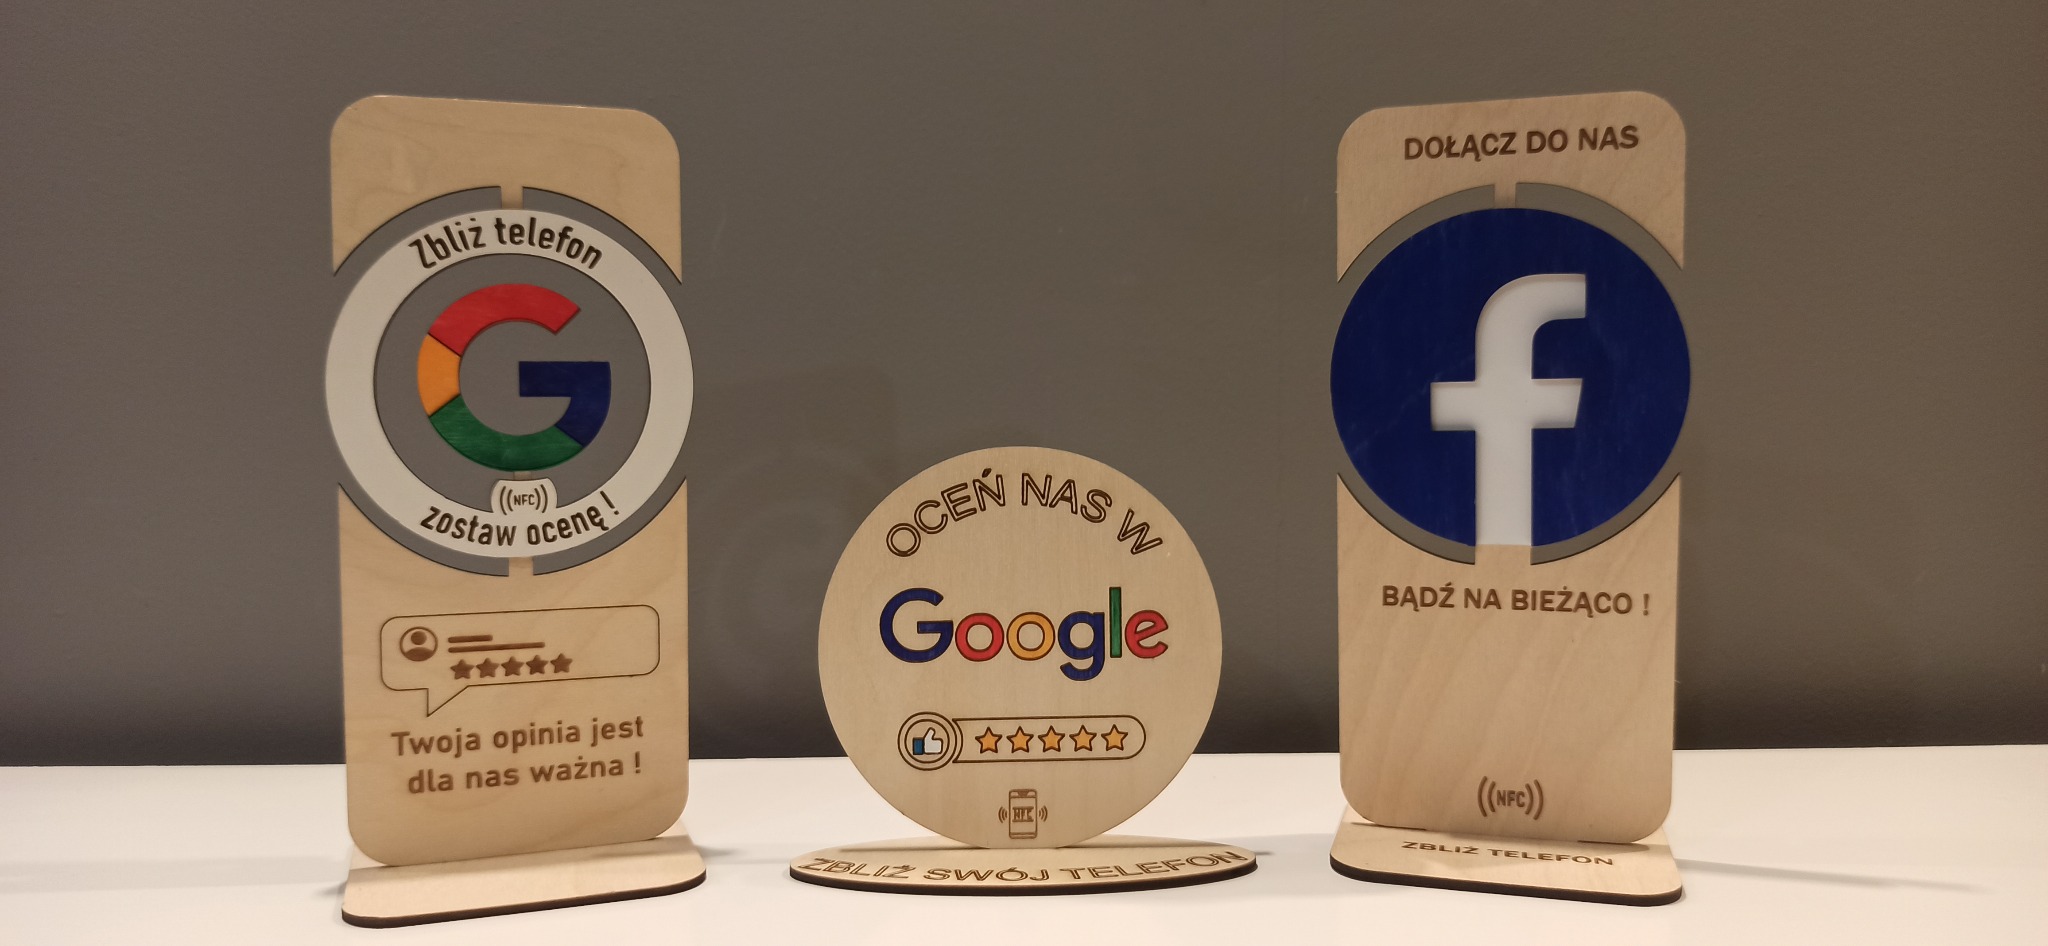 Zbliż telefon
((NFC))
zostaw ocenę !
Twoja opinia jest
dla nas ważna !
OCEŃ NAS W
Google
NFC
ZBLIŻ SWÓJ TELEFON
DOŁĄCZ DO NAS
BĄDŹ NA BIEŻĄCO !
((NFC))
ZBLIŻ TELEFON